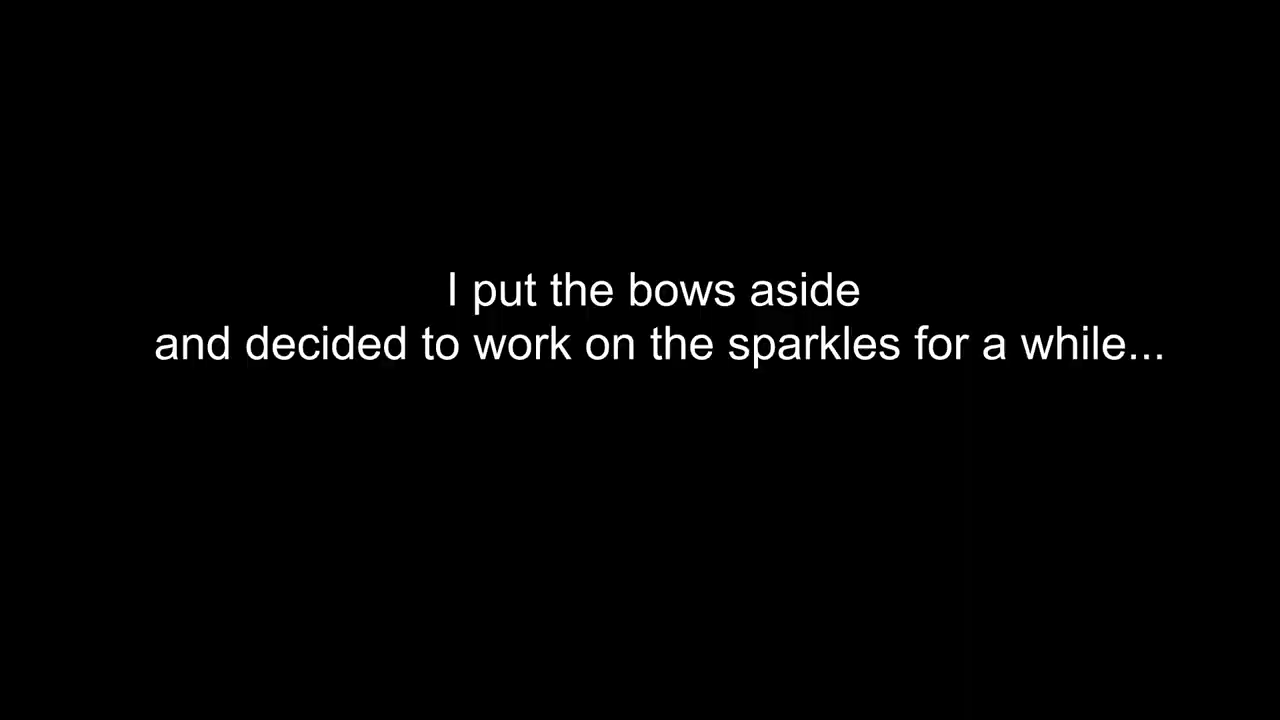 I put the bows aside
and decided to work on the sparkles for a while...